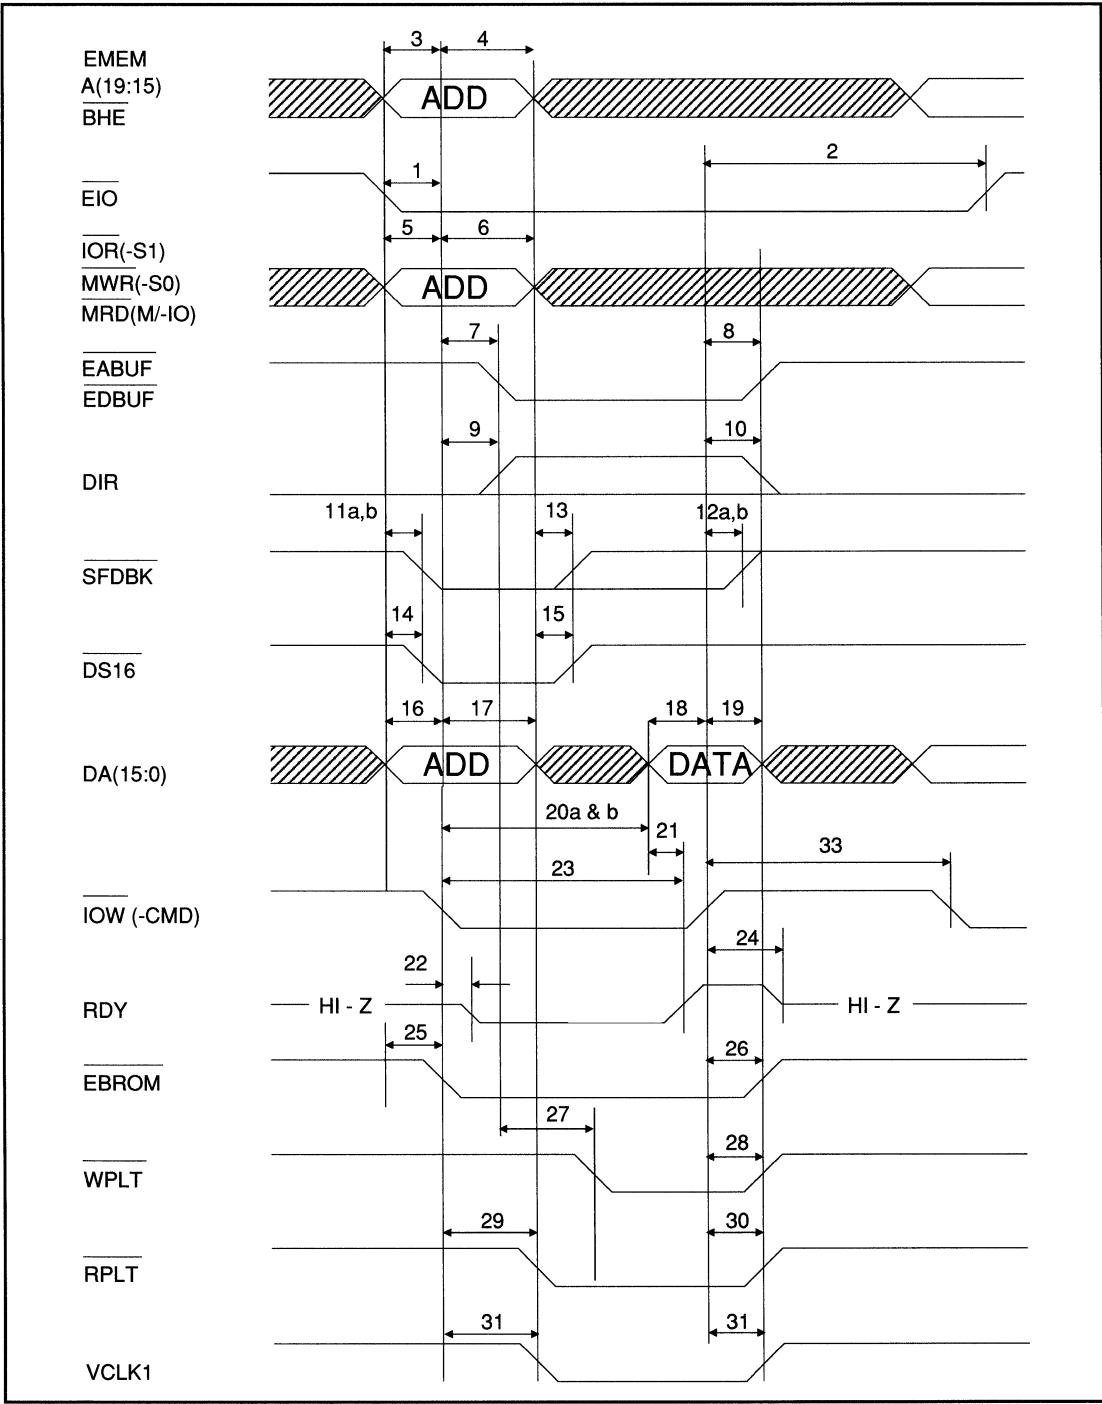 3 4
EMEM
A(19:15)
BHE
ADD
2
1
EIO
5 6
IOR(-S1)
MWR(-S0)
MRD(M/-IO)
ADD
7 8
EABUF
EDBUF
9 10
DIR
11a,b 13 12a,b
SFDBK
14 15
DS16
16 17 18 19
DA(15:0)
ADD DATA
20a & b
21
33
23
IOW (-CMD)
24
22
RDY
HI - Z HI - Z
25 26
EBROM
27
28
WPLT
29 30
RPLT
31 31
VCLK1